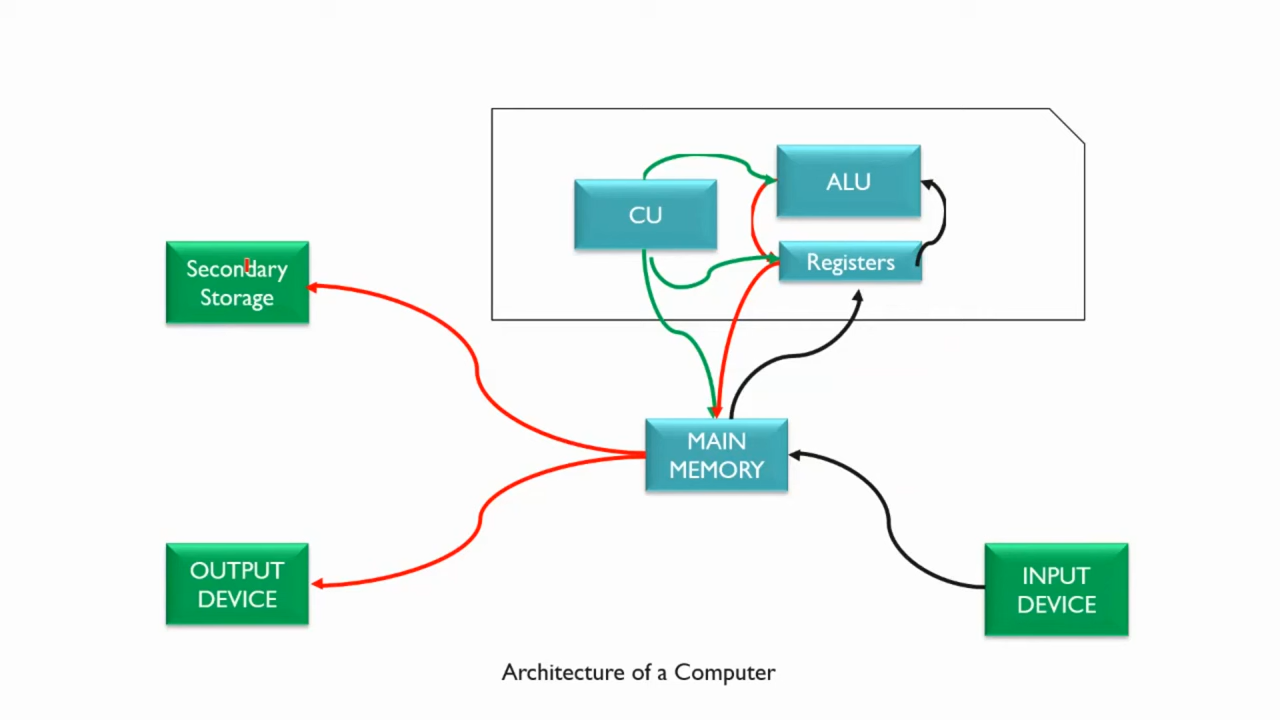 ALU
CU
Registers
Secondary
Storage
MAIN
MEMORY
OUTPUT
DEVICE
INPUT
DEVICE
Architecture of a Computer